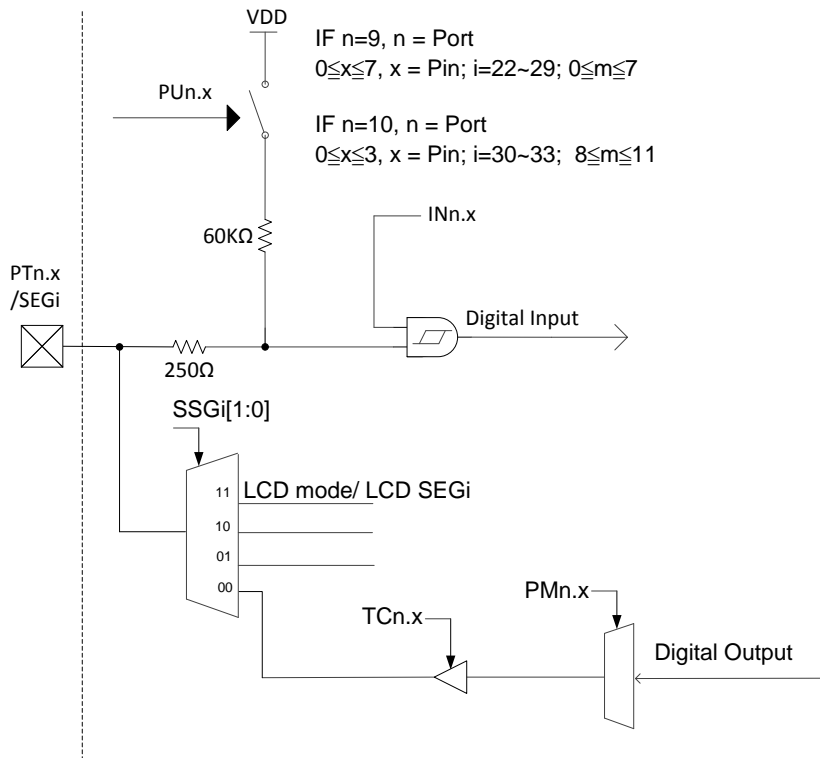 VDD
IF n=9, n = Port
0≦x≦7, x = Pin; i=22~29; 0≦m≦7
PUn.x
IF n=10, n = Port
0≦x≦3, x = Pin; i=30~33; 8≦m≦11
INn.x
60KΩ
PTn.x
/SEGi
Digital Input
250Ω
SSGi[1:0]
11 LCD mode/ LCD SEGi
10
01
00
PMn.x
TCn.x
Digital Output